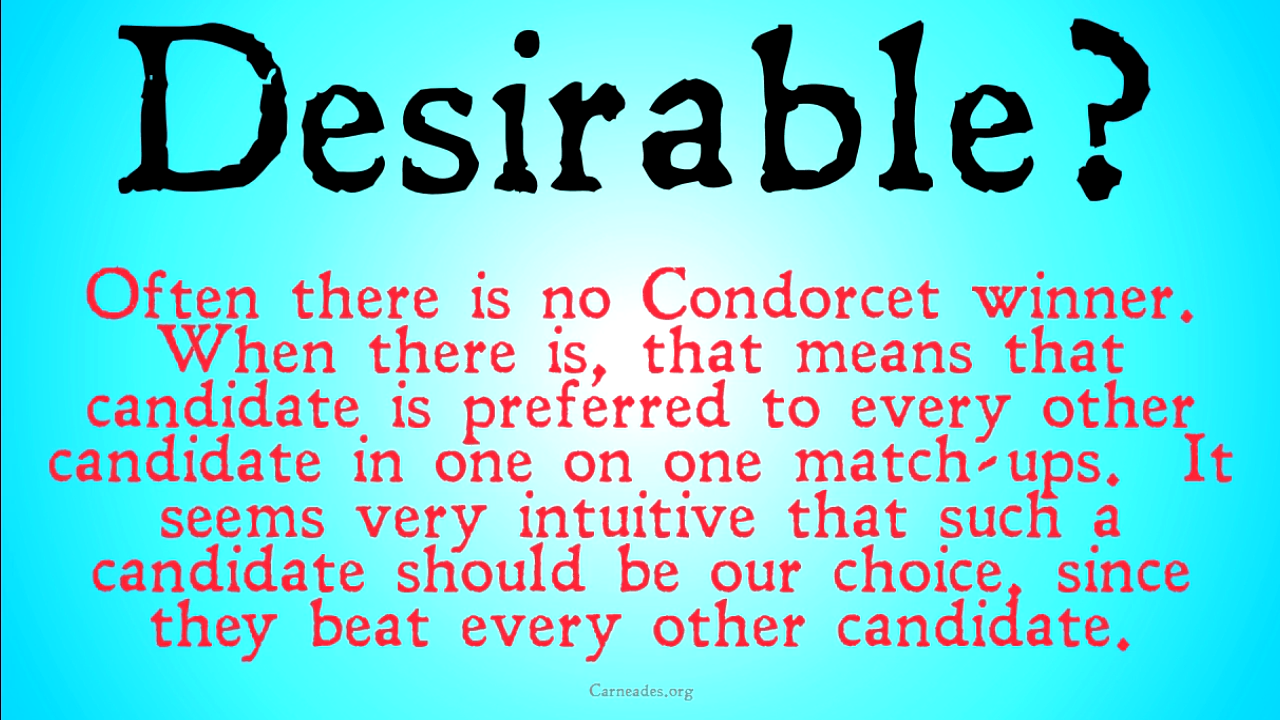 Desirable?
Often there is no Condorcet winner.
When there is, that means that
candidate is preferred to every other
candidate in one on one match-ups. It
seems very intuitive that such a
candidate should be our choice, since
they beat every other candidate.
Carneades.org